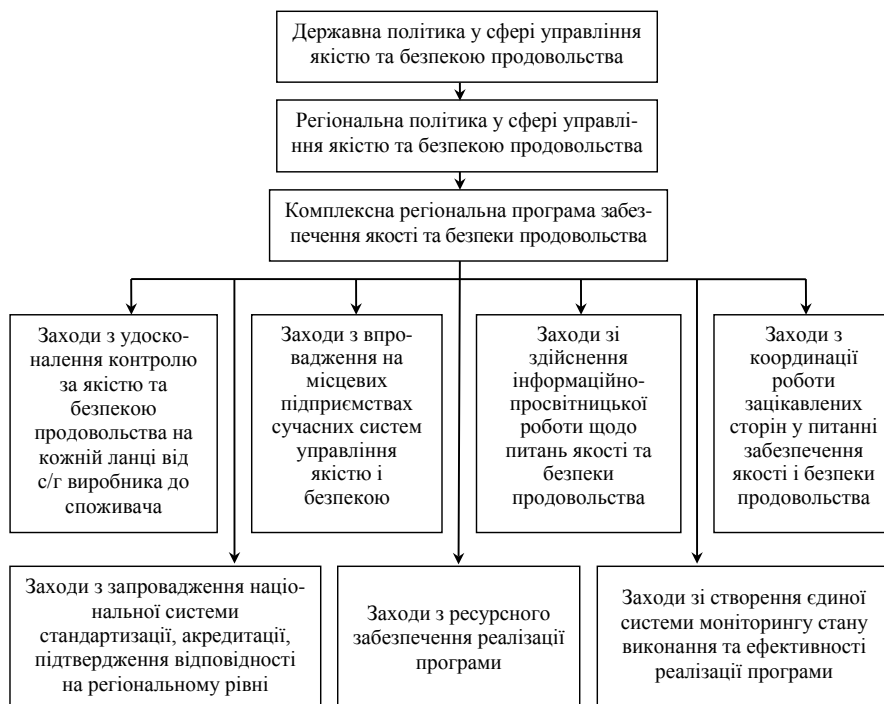 Державна політика у сфері управління
якістю та безпекою продовольства
Регіональна політика у сфері управлі-
ння якістю та безпекою продовольства
Комплексна регіональна програма забез-
печення якості та безпеки продовольства
Заходи з удоско-
налення контролю
за якістю та
безпекою
продовольства на
кожній ланці від
с/г виробника до
споживача
Заходи з впро-
вадження на
місцевих
підприємствах
сучасних систем
управління
якістю і
безпекою
Заходи зі
здійснення
інформаційно-
просвітницької
роботи щодо
питань якості та
безпеки
продовольства
Заходи з
координації
роботи
зацікавлених
сторін у питанні
забезпечення
якості і безпеки
продовольства
Заходи з запровадження націо-
нальної системи
стандартизації, акредитації,
підтвердження відповідності
на регіональному рівні
Заходи з ресурсного
забезпечення реалізації
програми
Заходи зі створення єдиної
системи моніторингу стану
виконання та ефективності
реалізації програми